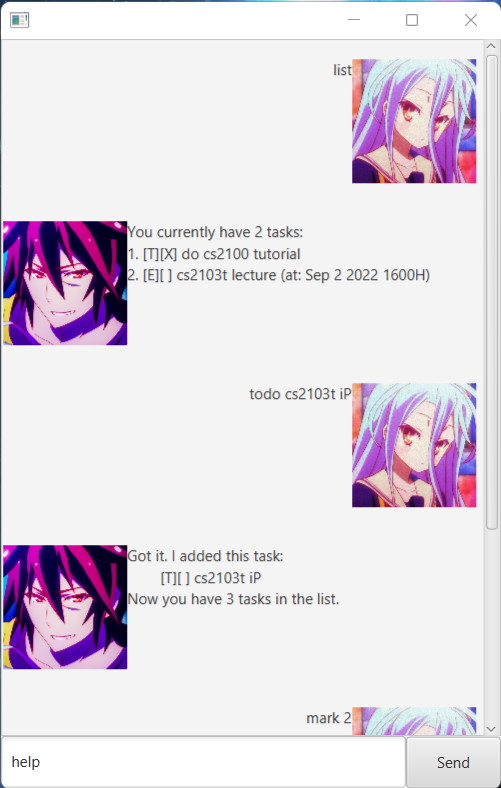 list
You currently have 2 tasks:
1. [T][X] do cs2100 tutorial
2. [E][ ] cs2103t lecture (at: Sep 2 2022 1600H)
todo cs2103t iP
Got it. I added this task:
[T][ ] cs2103t iP
Now you have 3 tasks in the list.
mark 2
help
Send